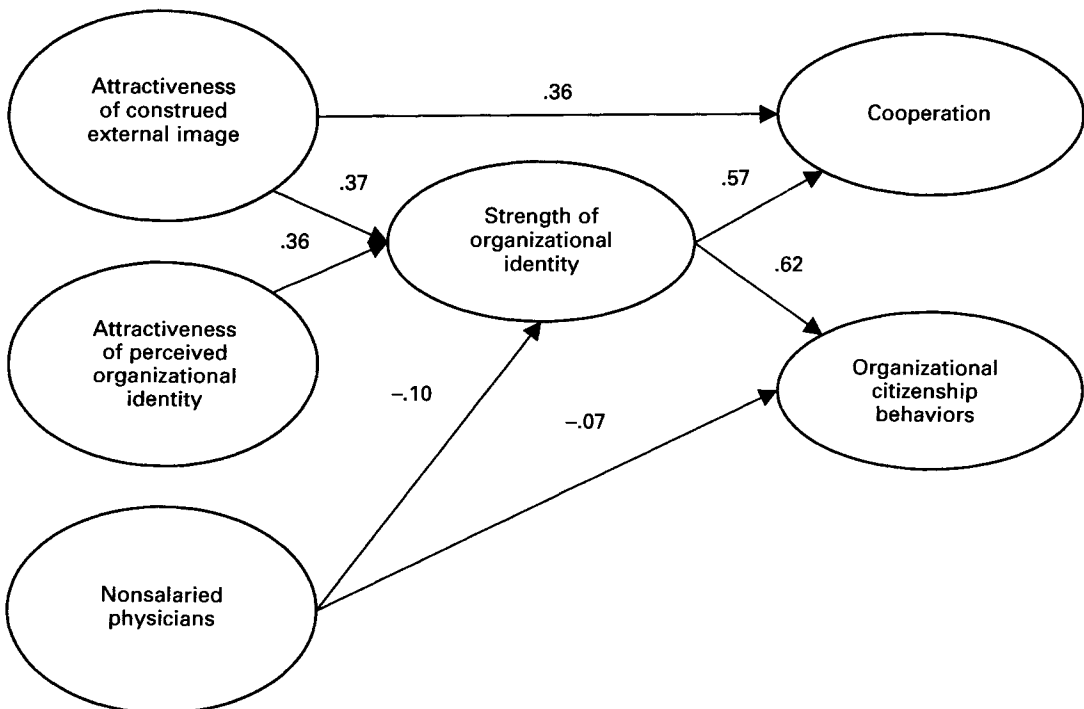 Attractiveness
of construed
external image
.36
Cooperation
.37
.57
Strength of
organizational
identity
.36
.62
Attractiveness
of perceived
organizational
identity
Organizational
citizenship
behaviors
–.10
–.07
Nonsalaried
physicians